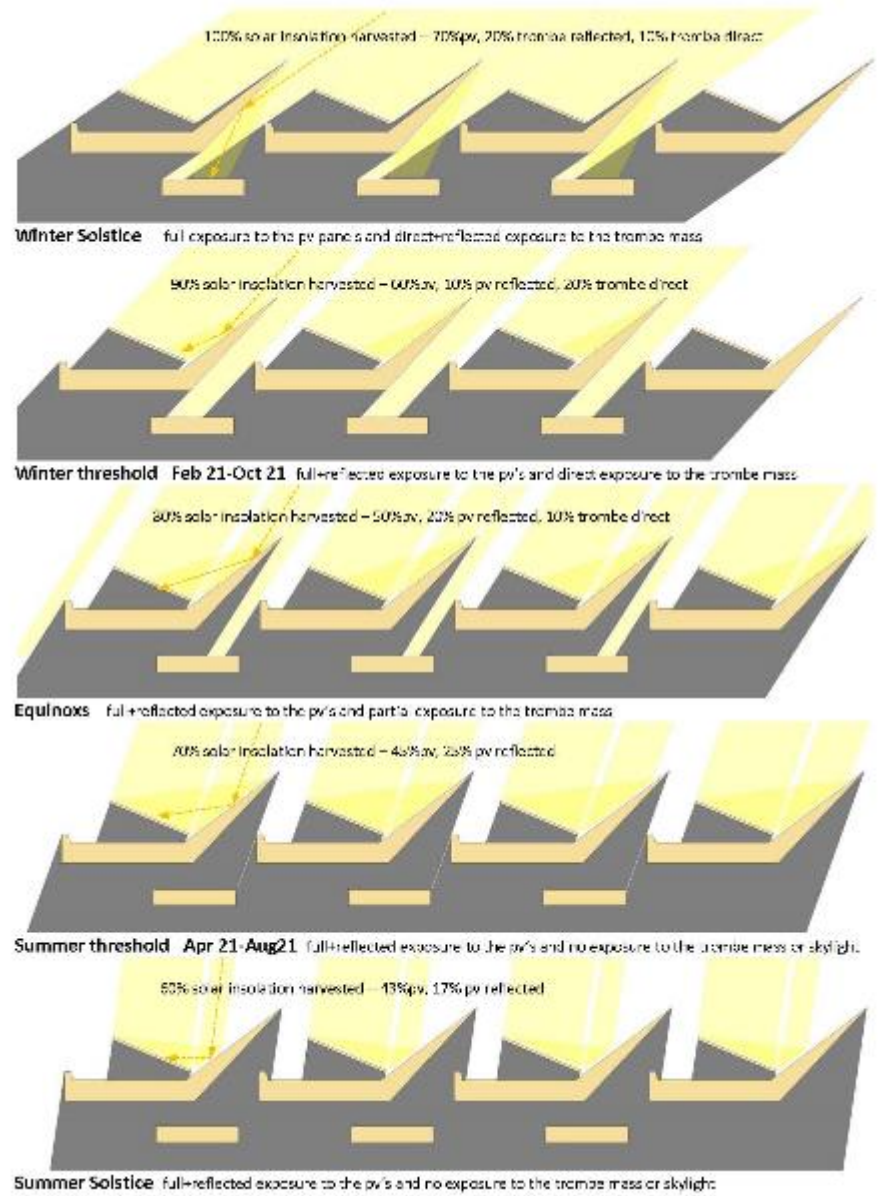 100% solar insolation harvested – 70%pv, 20% trombe reflected, 10% trombe direct
Winter Solstice full exposure to the pv panels and direct+reflected exposure to the trombe mass
90% solar insolation harvested – 60%pv, 10% pv reflected, 20% trombe direct
Winter threshold Feb 21-Oct 21 full+reflected exposure to the pv's and direct exposure to the trombe mass
80% solar insolation harvested – 50%pv, 20% pv reflected, 10% trombe direct
Equinoxs full+reflected exposure to the pv's and partial exposure to the trombe mass
70% solar insolation harvested – 45%pv, 25% pv reflected
Summer threshold Apr 21-Aug21 full+reflected exposure to the pv's and no exposure to the trombe mass or skylight
60% solar insolation harvested – 43%pv, 17% pv reflected
Summer Solstice full+reflected exposure to the pv's and no exposure to the trombe mass or skylight